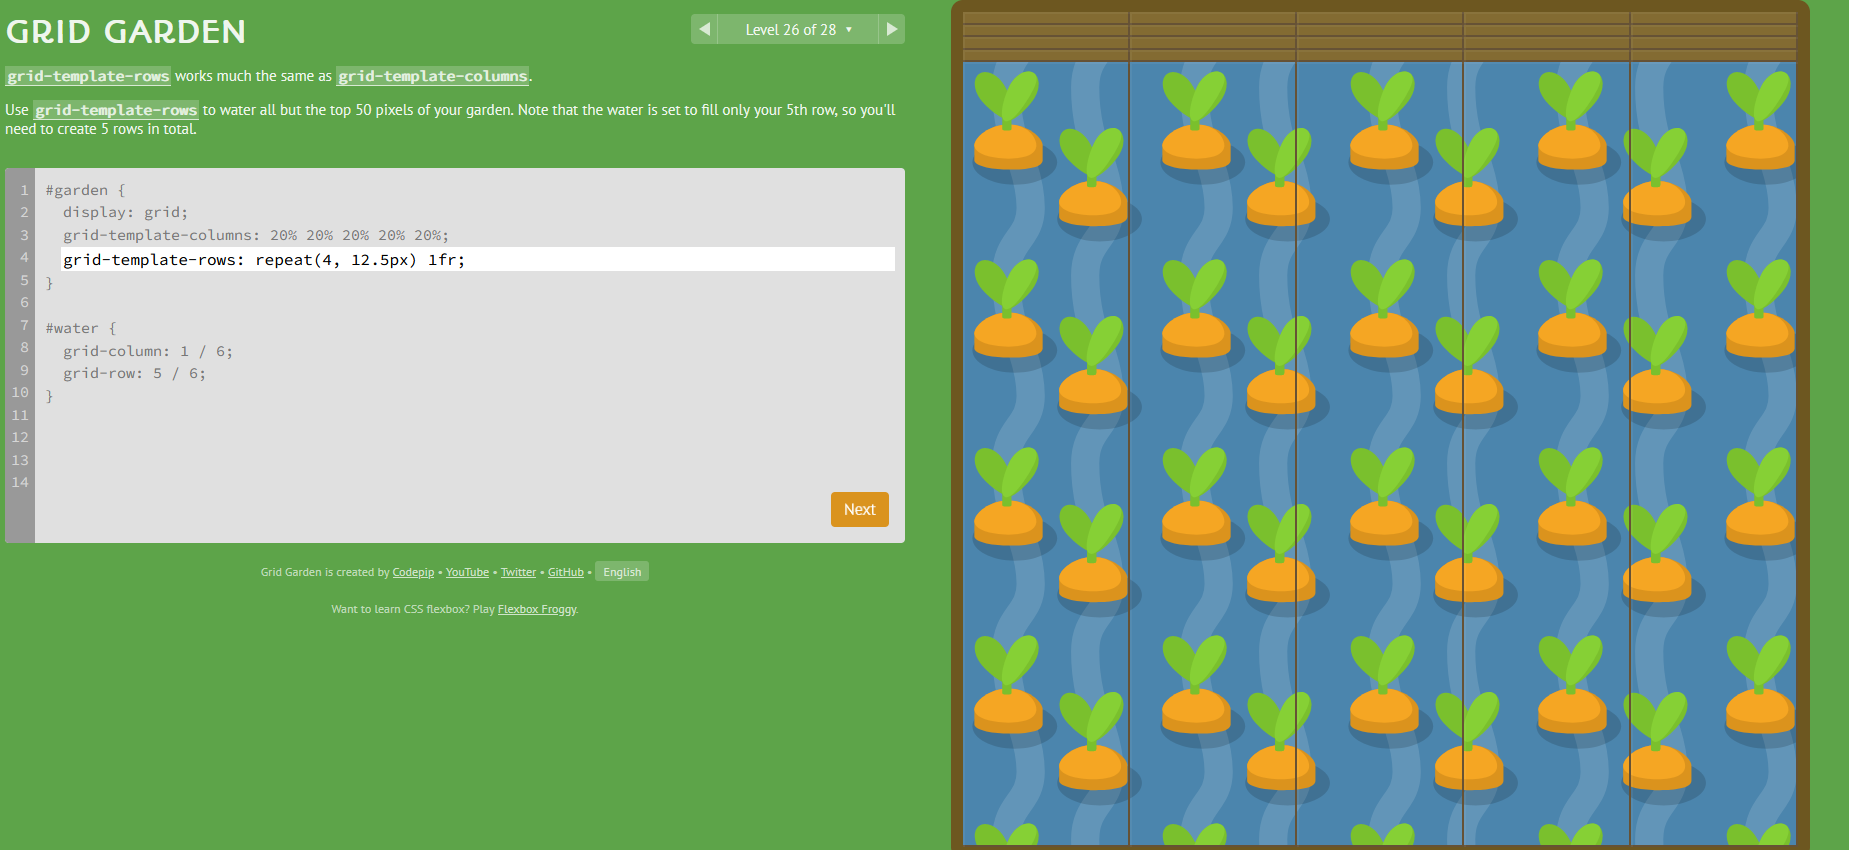 GRID GARDEN
◀ Level 26 of 28 ▼ ▶
grid-template-rows works much the same as grid-template-columns.
Use grid-template-rows to water all but the top 50 pixels of your garden. Note that the water is set to fill only your 5th row, so you'll
need to create 5 rows in total.
1 #garden {
2 display: grid;
3 grid-template-columns: 20% 20% 20% 20% 20%;
4 grid-template-rows: repeat(4, 12.5px) 1fr;
5 }
6
7 #water {
8 grid-column: 1 / 6;
9 grid-row: 5 / 6;
10 }
11
12
13
14
Next
Grid Garden is created by Codepip • YouTube • Twitter • GitHub • English
Want to learn CSS flexbox? Play Flexbox Froggy.